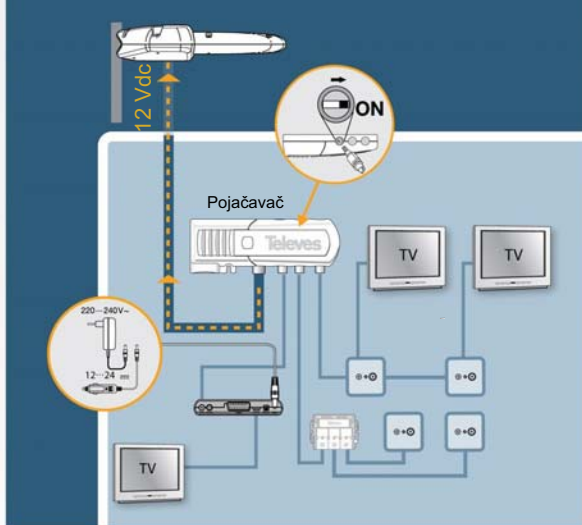 12 Vdc
ON
Pojačavač
Televes
TV
TV
220...240V~
12...24 ⎓
TV